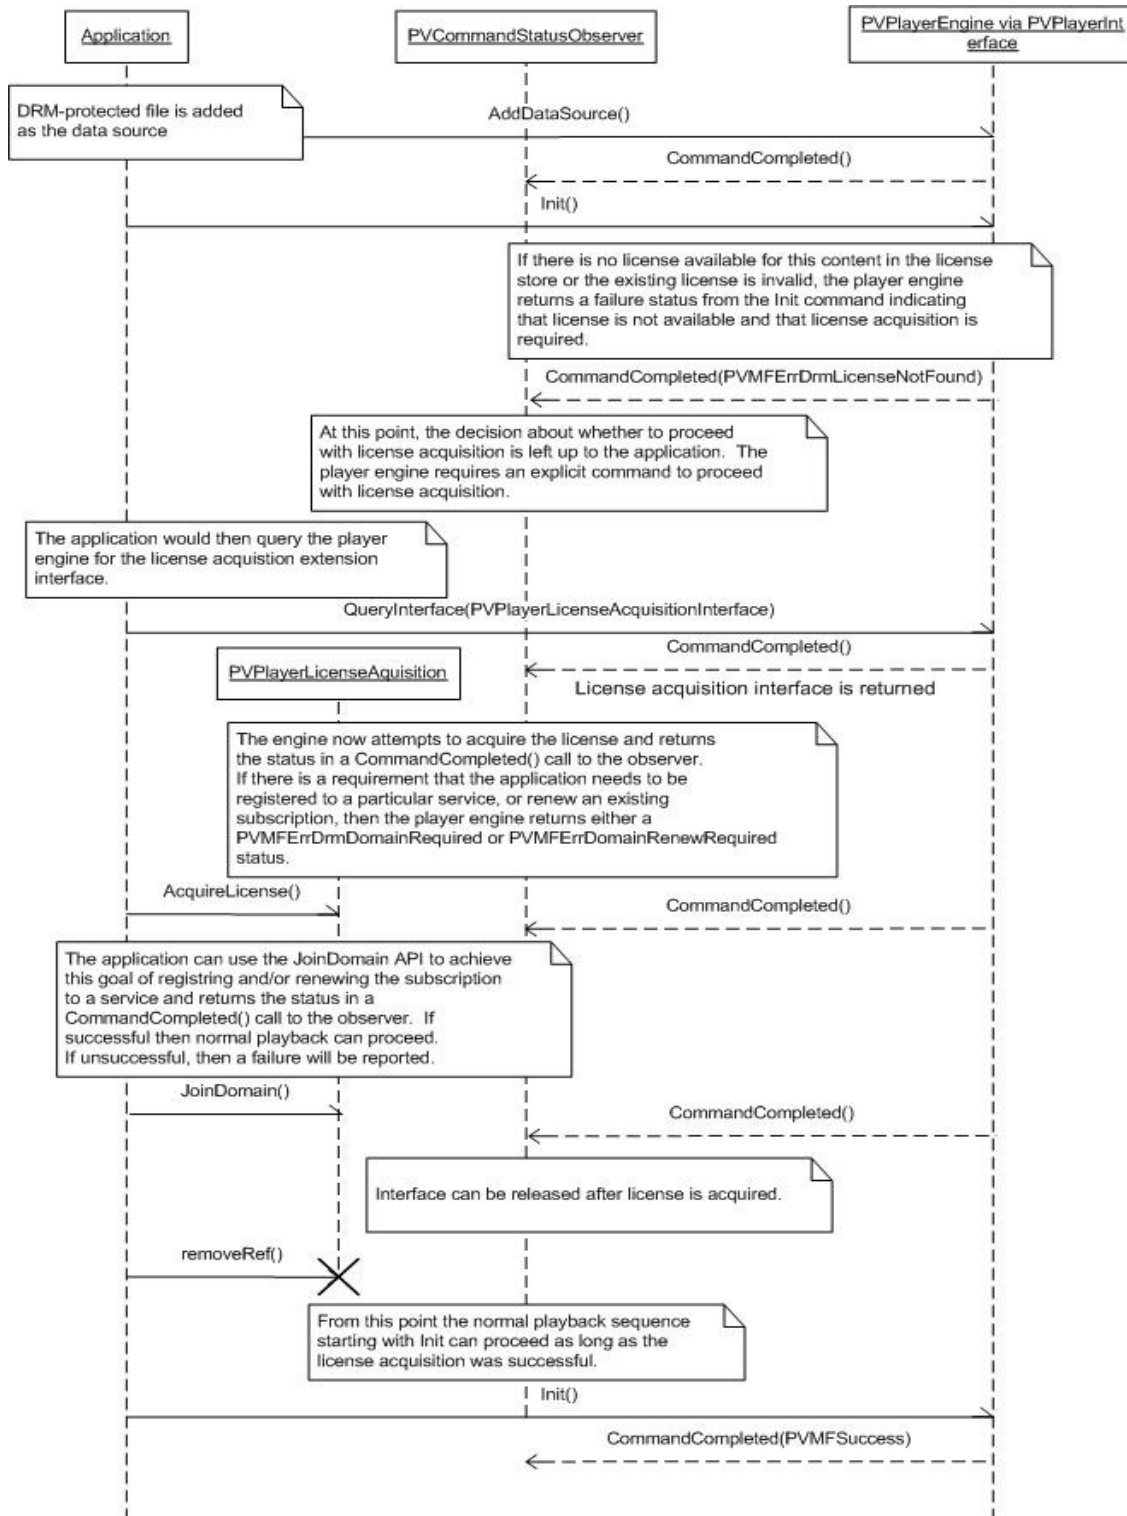 Application
PVCommandStatusObserver
PVPlayerEngine via PVPlayerInt
erface
DRM-protected file is added
as the data source
AddDataSource()
CommandCompleted()
Init()
If there is no license available for this content in the license
store or the existing license is invalid, the player engine
returns a failure status from the Init command indicating
that license is not available and that license acquisition is
required.
CommandCompleted(PVMFErrDrmLicenseNotFound)
At this point, the decision about whether to proceed
with license acquisition is left up to the application. The
player engine requires an explicit command to proceed
with license acquisition.
The application would then query the player
engine for the license acquistion extension
interface.
QueryInterface(PVPlayerLicenseAcquisitionInterface)
CommandCompleted()
PVPlayerLicenseAquisition
License acquisition interface is returned
The engine now attempts to acquire the license and returns
the status in a CommandCompleted() call to the observer.
If there is a requirement that the application needs to be
registered to a particular service, or renew an existing
subscription, then the player engine returns either a
PVMFErrDrmDomainRequired or PVMFErrDomainRenewRequired
status.
AcquireLicense()
CommandCompleted()
The application can use the JoinDomain API to achieve
this goal of registring and/or renewing the subscription
to a service and returns the status in a
CommandCompleted() call to the observer. If
successful then normal playback can proceed.
If unsuccessful, then a failure will be reported.
JoinDomain()
CommandCompleted()
Interface can be released after license is acquired.
removeRef()
From this point the normal playback sequence
starting with Init can proceed as long as the
license acquisition was successful.
Init()
CommandCompleted(PVMFSuccess)